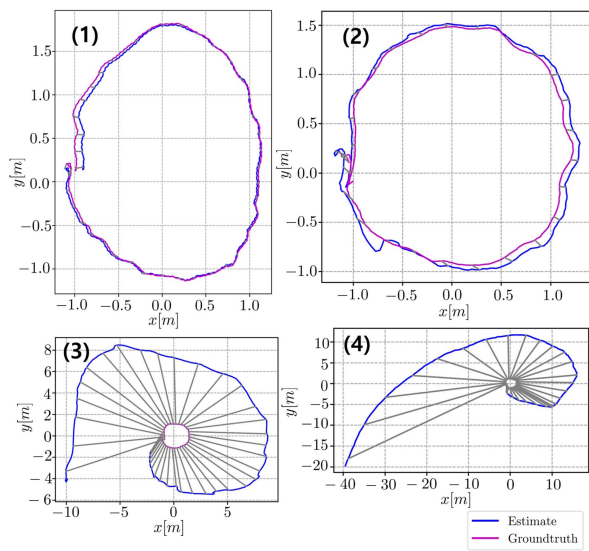 (1)
1.5
1.0
0.5
0.0
−0.5
−1.0
y[m]
−1.0 −0.5 0.0 0.5 1.0
x[m]
(2)
1.5
1.0
0.5
0.0
−0.5
−1.0
y[m]
−1.0 −0.5 0.0 0.5 1.0
x[m]
(3)
8
6
4
2
0
−2
−4
−6
y[m]
−10 −5 0 5
x[m]
(4)
10
5
0
−5
−10
−15
−20
y[m]
−40 −30 −20 −10 0 10
x[m]
Estimate
Groundtruth